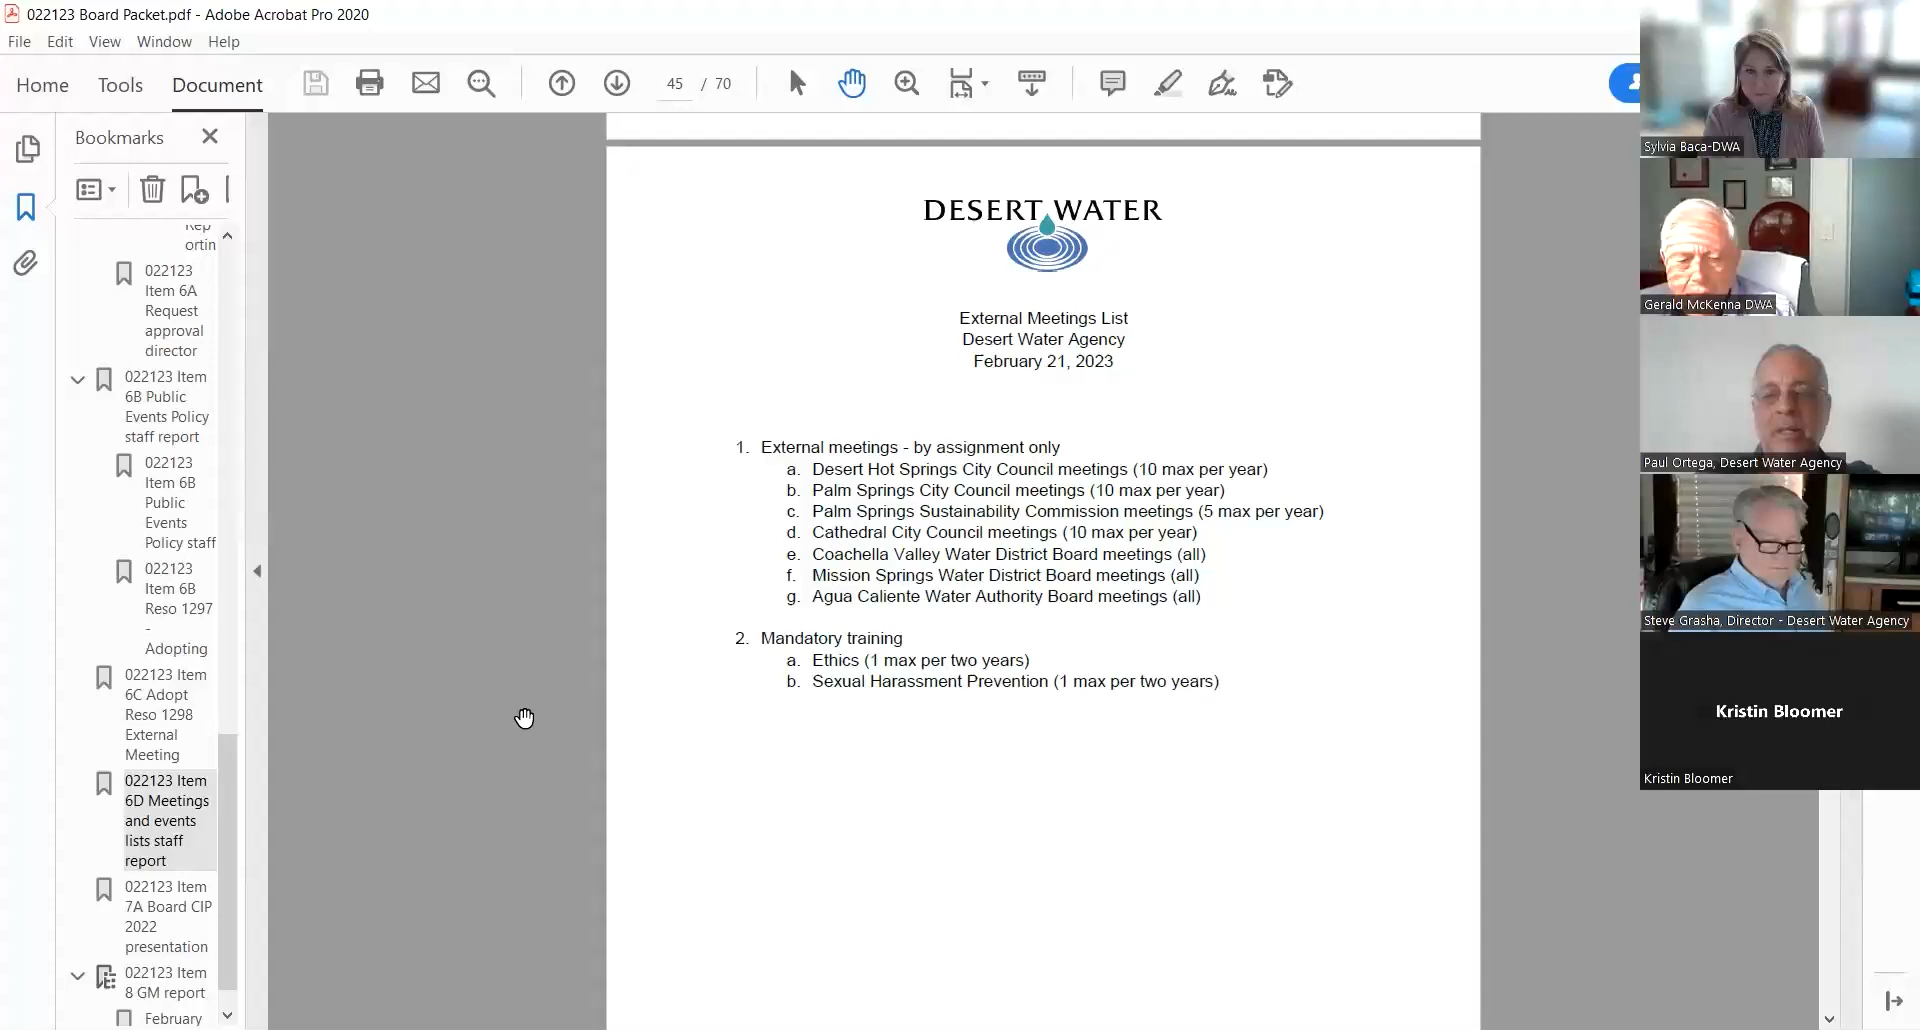 022123 Board Packet.pdf - Adobe Acrobat Pro 2020
File Edit View Window Help
Home Tools Document
45 / 70
Bookmarks
ortin
022123
Item 6A
Request
approval
director
022123 Item
6B Public
Events Policy
staff report
022123
Item 6B
Public
Events
Policy staff
022123
Item 6B
Reso 1297
-
Adopting
022123 Item
6C Adopt
Reso 1298
External
Meeting
022123 Item
6D Meetings
and events
lists staff
report
022123 Item
7A Board CIP
2022
presentation
022123 Item
8 GM report
February
DESERT WATER
External Meetings List
Desert Water Agency
February 21, 2023
1. External meetings - by assignment only
a. Desert Hot Springs City Council meetings (10 max per year)
b. Palm Springs City Council meetings (10 max per year)
c. Palm Springs Sustainability Commission meetings (5 max per year)
d. Cathedral City Council meetings (10 max per year)
e. Coachella Valley Water District Board meetings (all)
f. Mission Springs Water District Board meetings (all)
g. Agua Caliente Water Authority Board meetings (all)
2. Mandatory training
a. Ethics (1 max per two years)
b. Sexual Harassment Prevention (1 max per two years)
Sylvia Baca-DWA
Gerald McKenna DWA
Paul Ortega, Desert Water Agency
Steve Grasha, Director - Desert Water Agency
Kristin Bloomer
Kristin Bloomer